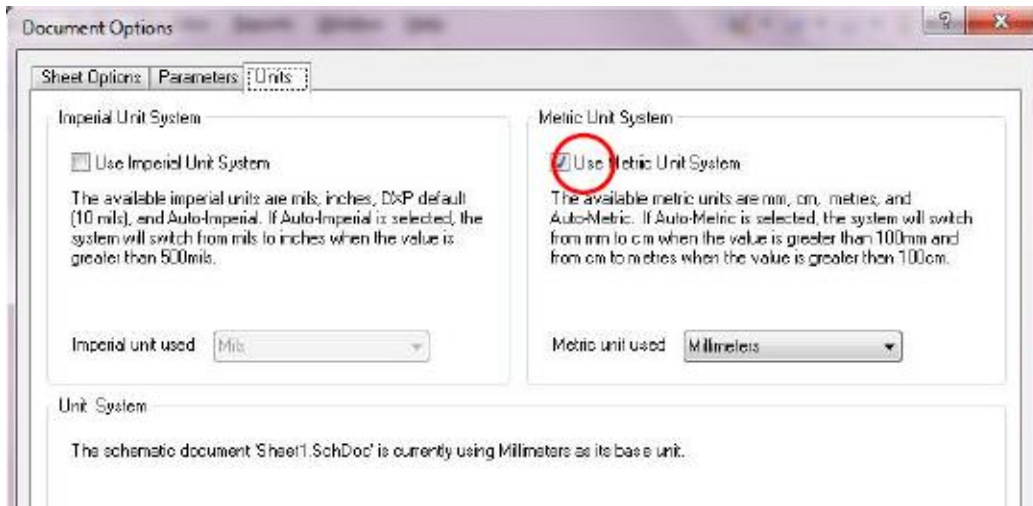 Document Options
Sheet Options Parameters Units
Imperial Unit System
Use Imperial Unit System
The available imperial units are mils, inches, DXP default
(10 mils), and Auto-Imperial. If Auto-Imperial is selected, the
system will switch from mils to inches when the value is
greater than 500mils.
Imperial unit used Mils
Metric Unit System
Use Metric Unit System
The available metric units are mm, cm, metres, and
Auto-Metric. If Auto-Metric is selected, the system will switch
from mm to cm when the value is greater than 100mm and
from cm to metres when the value is greater than 100cm.
Metric unit used Millimeters
Unit System
The schematic document 'Sheet1.SchDoc' is currently using Millimeters as its base unit.